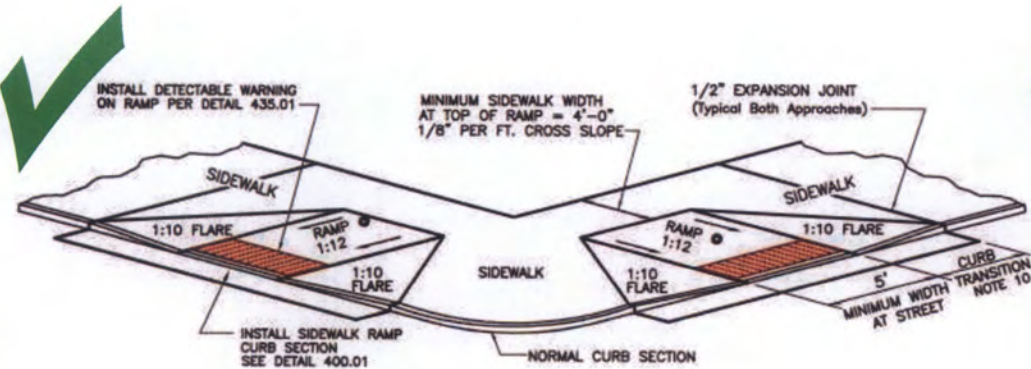 INSTALL DETECTABLE WARNING
ON RAMP PER DETAIL 435.01
MINIMUM SIDEWALK WIDTH
AT TOP OF RAMP = 4'-0"
1/8" PER FT. CROSS SLOPE
1/2" EXPANSION JOINT
(Typical Both Approaches)
SIDEWALK
SIDEWALK
1:10 FLARE
RAMP
1:12
1:10
FLARE
SIDEWALK
RAMP
1:12
1:10 FLARE
1:10
FLARE
5'
MINIMUM WIDTH
AT STREET
CURB
TRANSITION
NOTE 10
INSTALL SIDEWALK RAMP
CURB SECTION
SEE DETAIL 400.01
NORMAL CURB SECTION